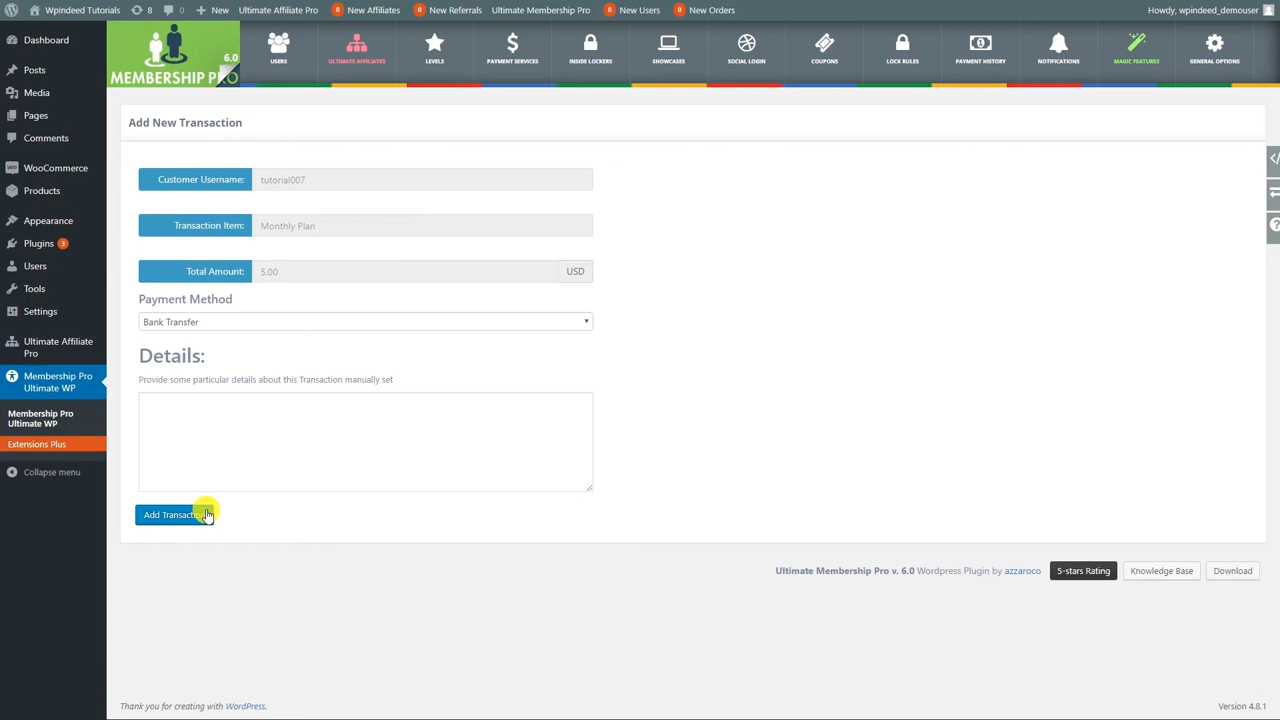 WpIndeed Tutorials
8
0
New
Ultimate Affiliate Pro
0 New Affiliates
0 New Referrals
Ultimate Membership Pro
0 New Users
0 New Orders
Howdy, wpindeed_demouser
Dashboard
Posts
Media
Pages
Comments
WooCommerce
Products
Appearance
Plugins 3
Users
Tools
Settings
Ultimate Affiliate
Pro
Membership Pro
Ultimate WP
Membership Pro
Ultimate WP
Extensions Plus
Collapse menu
6.0
MEMBERSHIP PRO
USERS
ULTIMATE AFFILIATES
LEVELS
PAYMENT SERVICES
INSIDE LOCKERS
SHOWCASES
SOCIAL LOGIN
COUPONS
LOCK RULES
PAYMENT HISTORY
NOTIFICATIONS
MAGIC FEATURES
GENERAL OPTIONS
Add New Transaction
Customer Username: tutorial007
Transaction Item: Monthly Plan
Total Amount: 5.00 USD
Payment Method
Bank Transfer
Details:
Provide some particular details about this Transaction manually set
Add Transaction
Ultimate Membership Pro v. 6.0 Wordpress Plugin by azzaroco
5-stars Rating
Knowledge Base
Download
Thank you for creating with WordPress.
Version 4.8.1